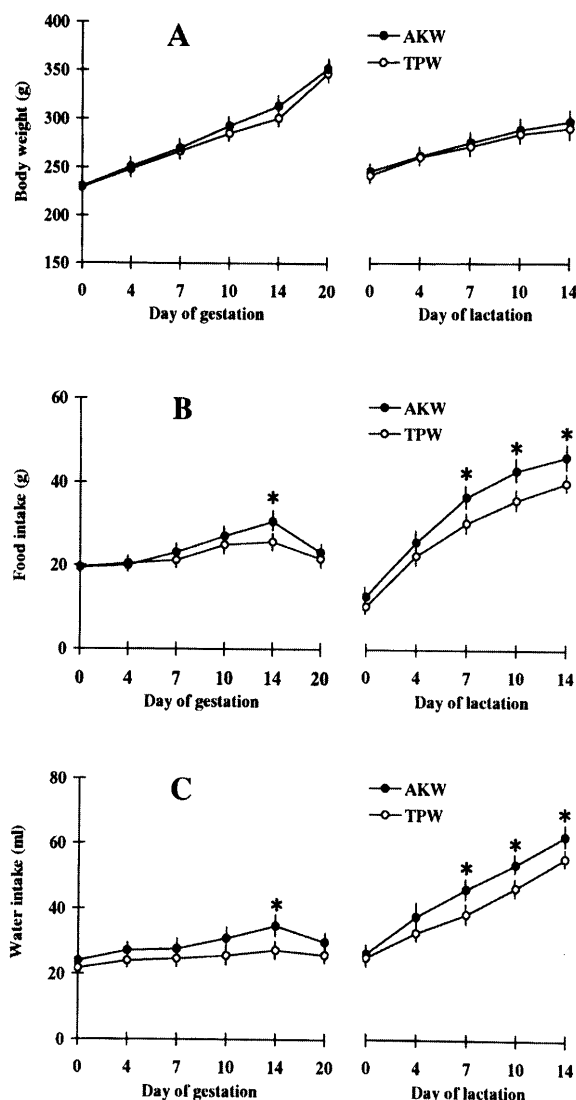 A
AKW
TPW
Body weight (g)
400
350
300
250
200
150
0 4 7 10 14 20
Day of gestation
0 4 7 10 14
Day of lactation
B
AKW
TPW
Food intake (g)
60
40
20
0
*
* * *
0 4 7 10 14 20
Day of gestation
0 4 7 10 14
Day of lactation
C
AKW
TPW
Water intake (ml)
80
60
40
20
0
*
* * *
0 4 7 10 14 20
Day of gestation
0 4 7 10 14
Day of lactation